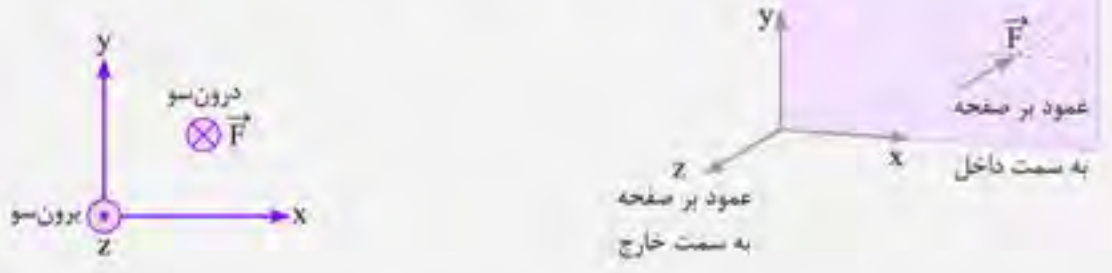 y
درون‌سو
F
برون‌سو
z
x
y
F
عمود بر صفحه
به سمت داخل
x
z
عمود بر صفحه
به سمت خارج